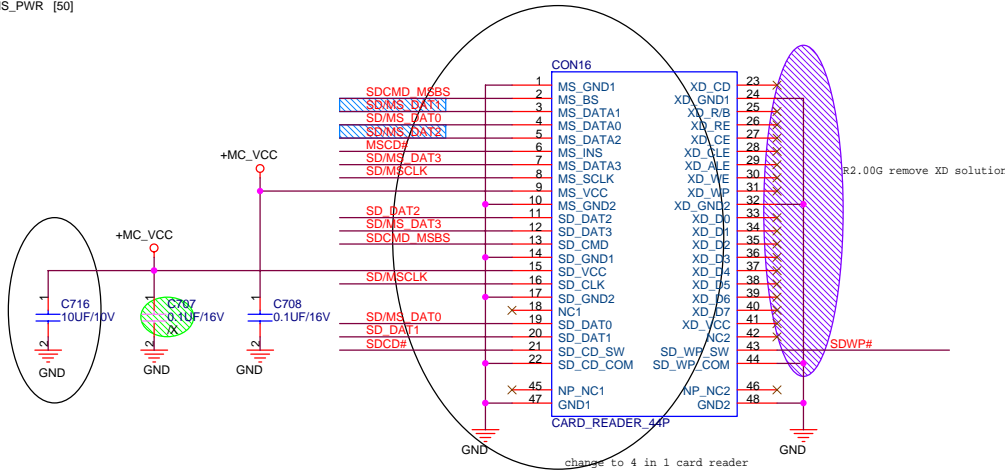 MS_PWR [50]
CON16
1 MS_GND1 XD_CD 23
SDCMD_MSBS 2 MS_BS XD_GND1 24
SD/MS_DAT1 3 MS_DATA1 XD_R/B 25
SD/MS_DAT0 4 MS_DATA0 XD_RE 26
SD/MS_DAT2 5 MS_DATA2 XD_CE 27
MSCD# 6 MS_INS XD_CLE 28
SD/MS_DAT3 7 MS_DATA3 XD_ALE 29
SD/MSCLK 8 MS_SCLK XD_WE 30
R2.00G remove XD solution
+MC_VCC
9 MS_VCC XD_WP 31
10 MS_GND2 XD_GND2 32
SD_DAT2 11 SD_DAT2 XD_D0 33
SD/MS_DAT3 12 SD_DAT3 XD_D1 34
SDCMD_MSBS 13 SD_CMD XD_D2 35
14 SD_GND1 XD_D3 36
+MC_VCC
15 SD_VCC XD_D4 37
SD/MSCLK 16 SD_CLK XD_D5 38
17 SD_GND2 XD_D6 39
18 NC1 XD_D7 40
SD/MS_DAT0 19 SD_DAT0 XD_VCC 41
SD_DAT1 20 SD_DAT1 NC2 42
SDCD# 21 SD_CD_SW SD_WP_SW 43 SDWP#
22 SD_CD_COM SD_WP_COM 44
45 NP_NC1 NP_NC2 46
47 GND1 GND2 48
CARD_READER_44P
1 1 1
C716 C707 C708
10UF/10V 0.1UF/16V 0.1UF/16V
/X
2 2 2
GND GND GND
GND GND
change to 4 in 1 card reader